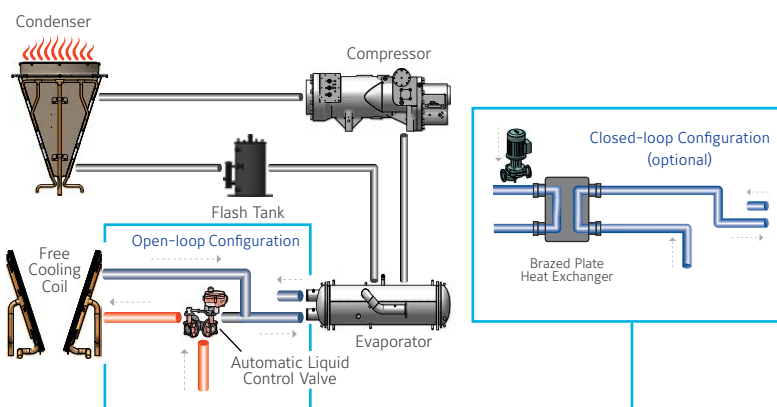 Condenser
Compressor
Closed-loop Configuration
(optional)
Flash Tank
Brazed Plate
Heat Exchanger
Open-loop Configuration
Free
Cooling
Coil
Evaporator
Automatic Liquid
Control Valve